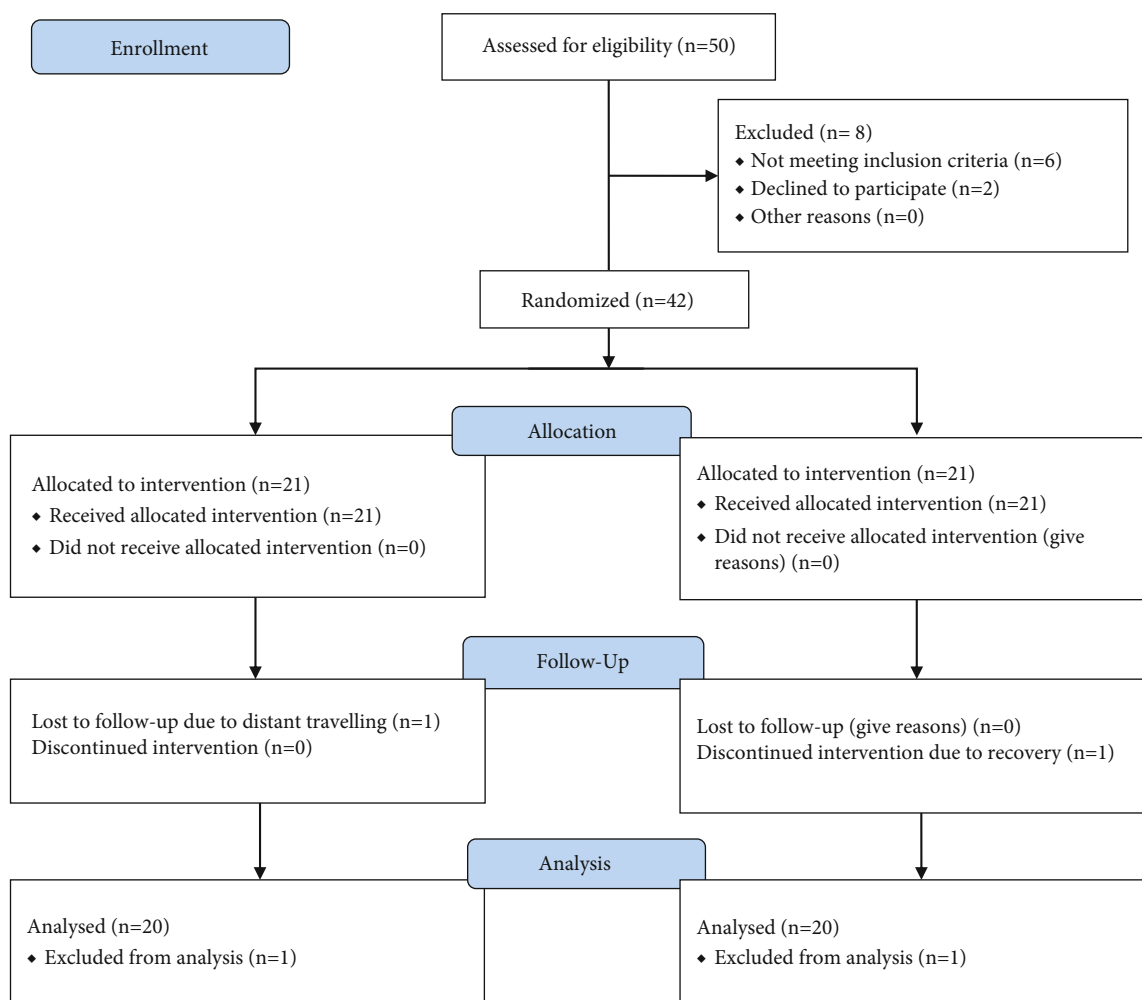 Enrollment
Assessed for eligibility (n=50)
Excluded (n= 8)
◆ Not meeting inclusion criteria (n=6)
◆ Declined to participate (n=2)
◆ Other reasons (n=0)
Randomized (n=42)
Allocation
Allocated to intervention (n=21)
◆ Received allocated intervention (n=21)
◆ Did not receive allocated intervention (n=0)
Allocated to intervention (n=21)
◆ Received allocated intervention (n=21)
◆ Did not receive allocated intervention (give
reasons) (n=0)
Follow-Up
Lost to follow-up due to distant travelling (n=1)
Discontinued intervention (n=0)
Lost to follow-up (give reasons) (n=0)
Discontinued intervention due to recovery (n=1)
Analysis
Analysed (n=20)
◆ Excluded from analysis (n=1)
Analysed (n=20)
◆ Excluded from analysis (n=1)